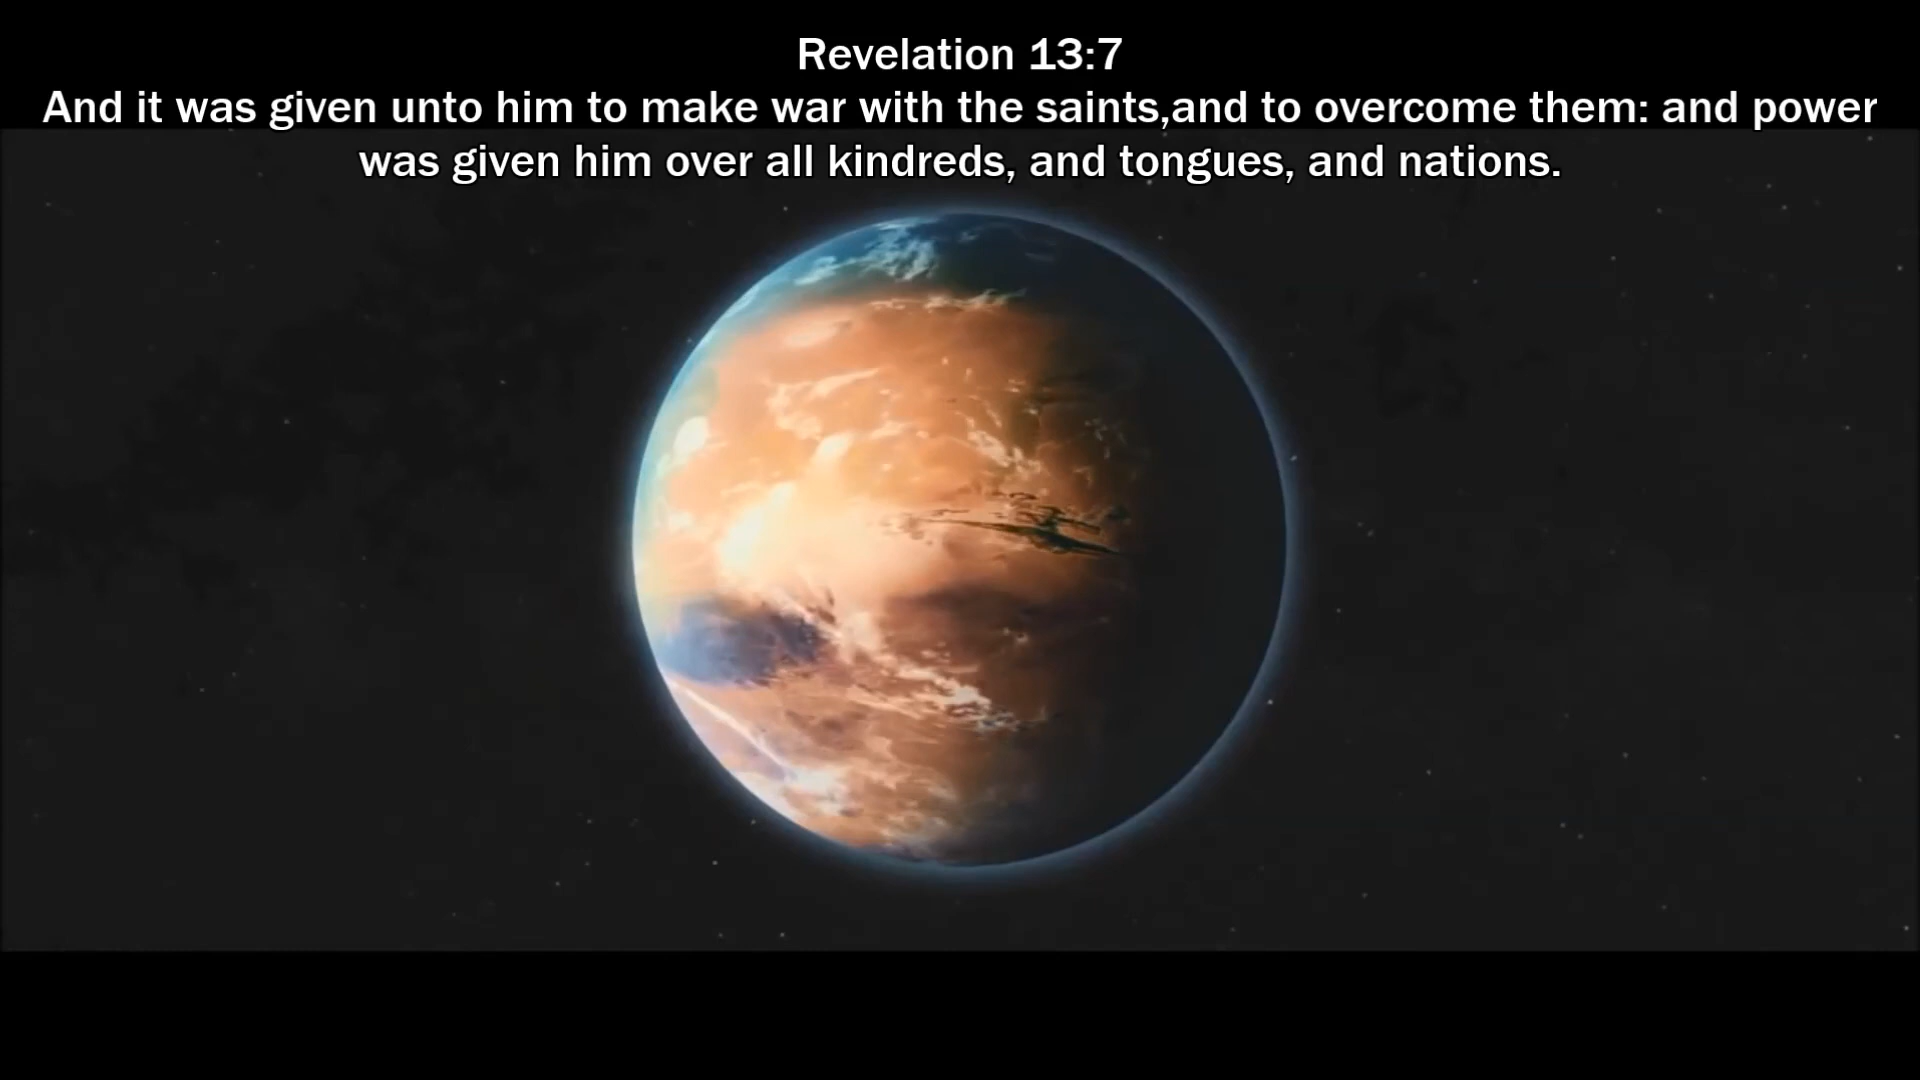 Revelation 13:7
And it was given unto him to make war with the saints,and to overcome them: and power
was given him over all kindreds, and tongues, and nations.